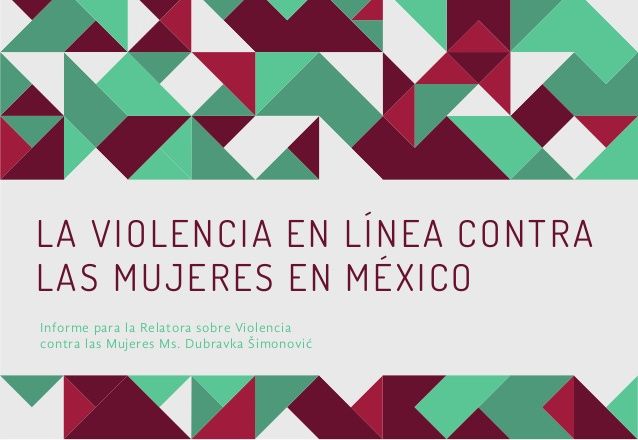 LA VIOLENCIA EN LÍNEA CONTRA
LAS MUJERES EN MÉXICO
Informe para la Relatora sobre Violencia
contra las Mujeres Ms. Dubravka Šimonović